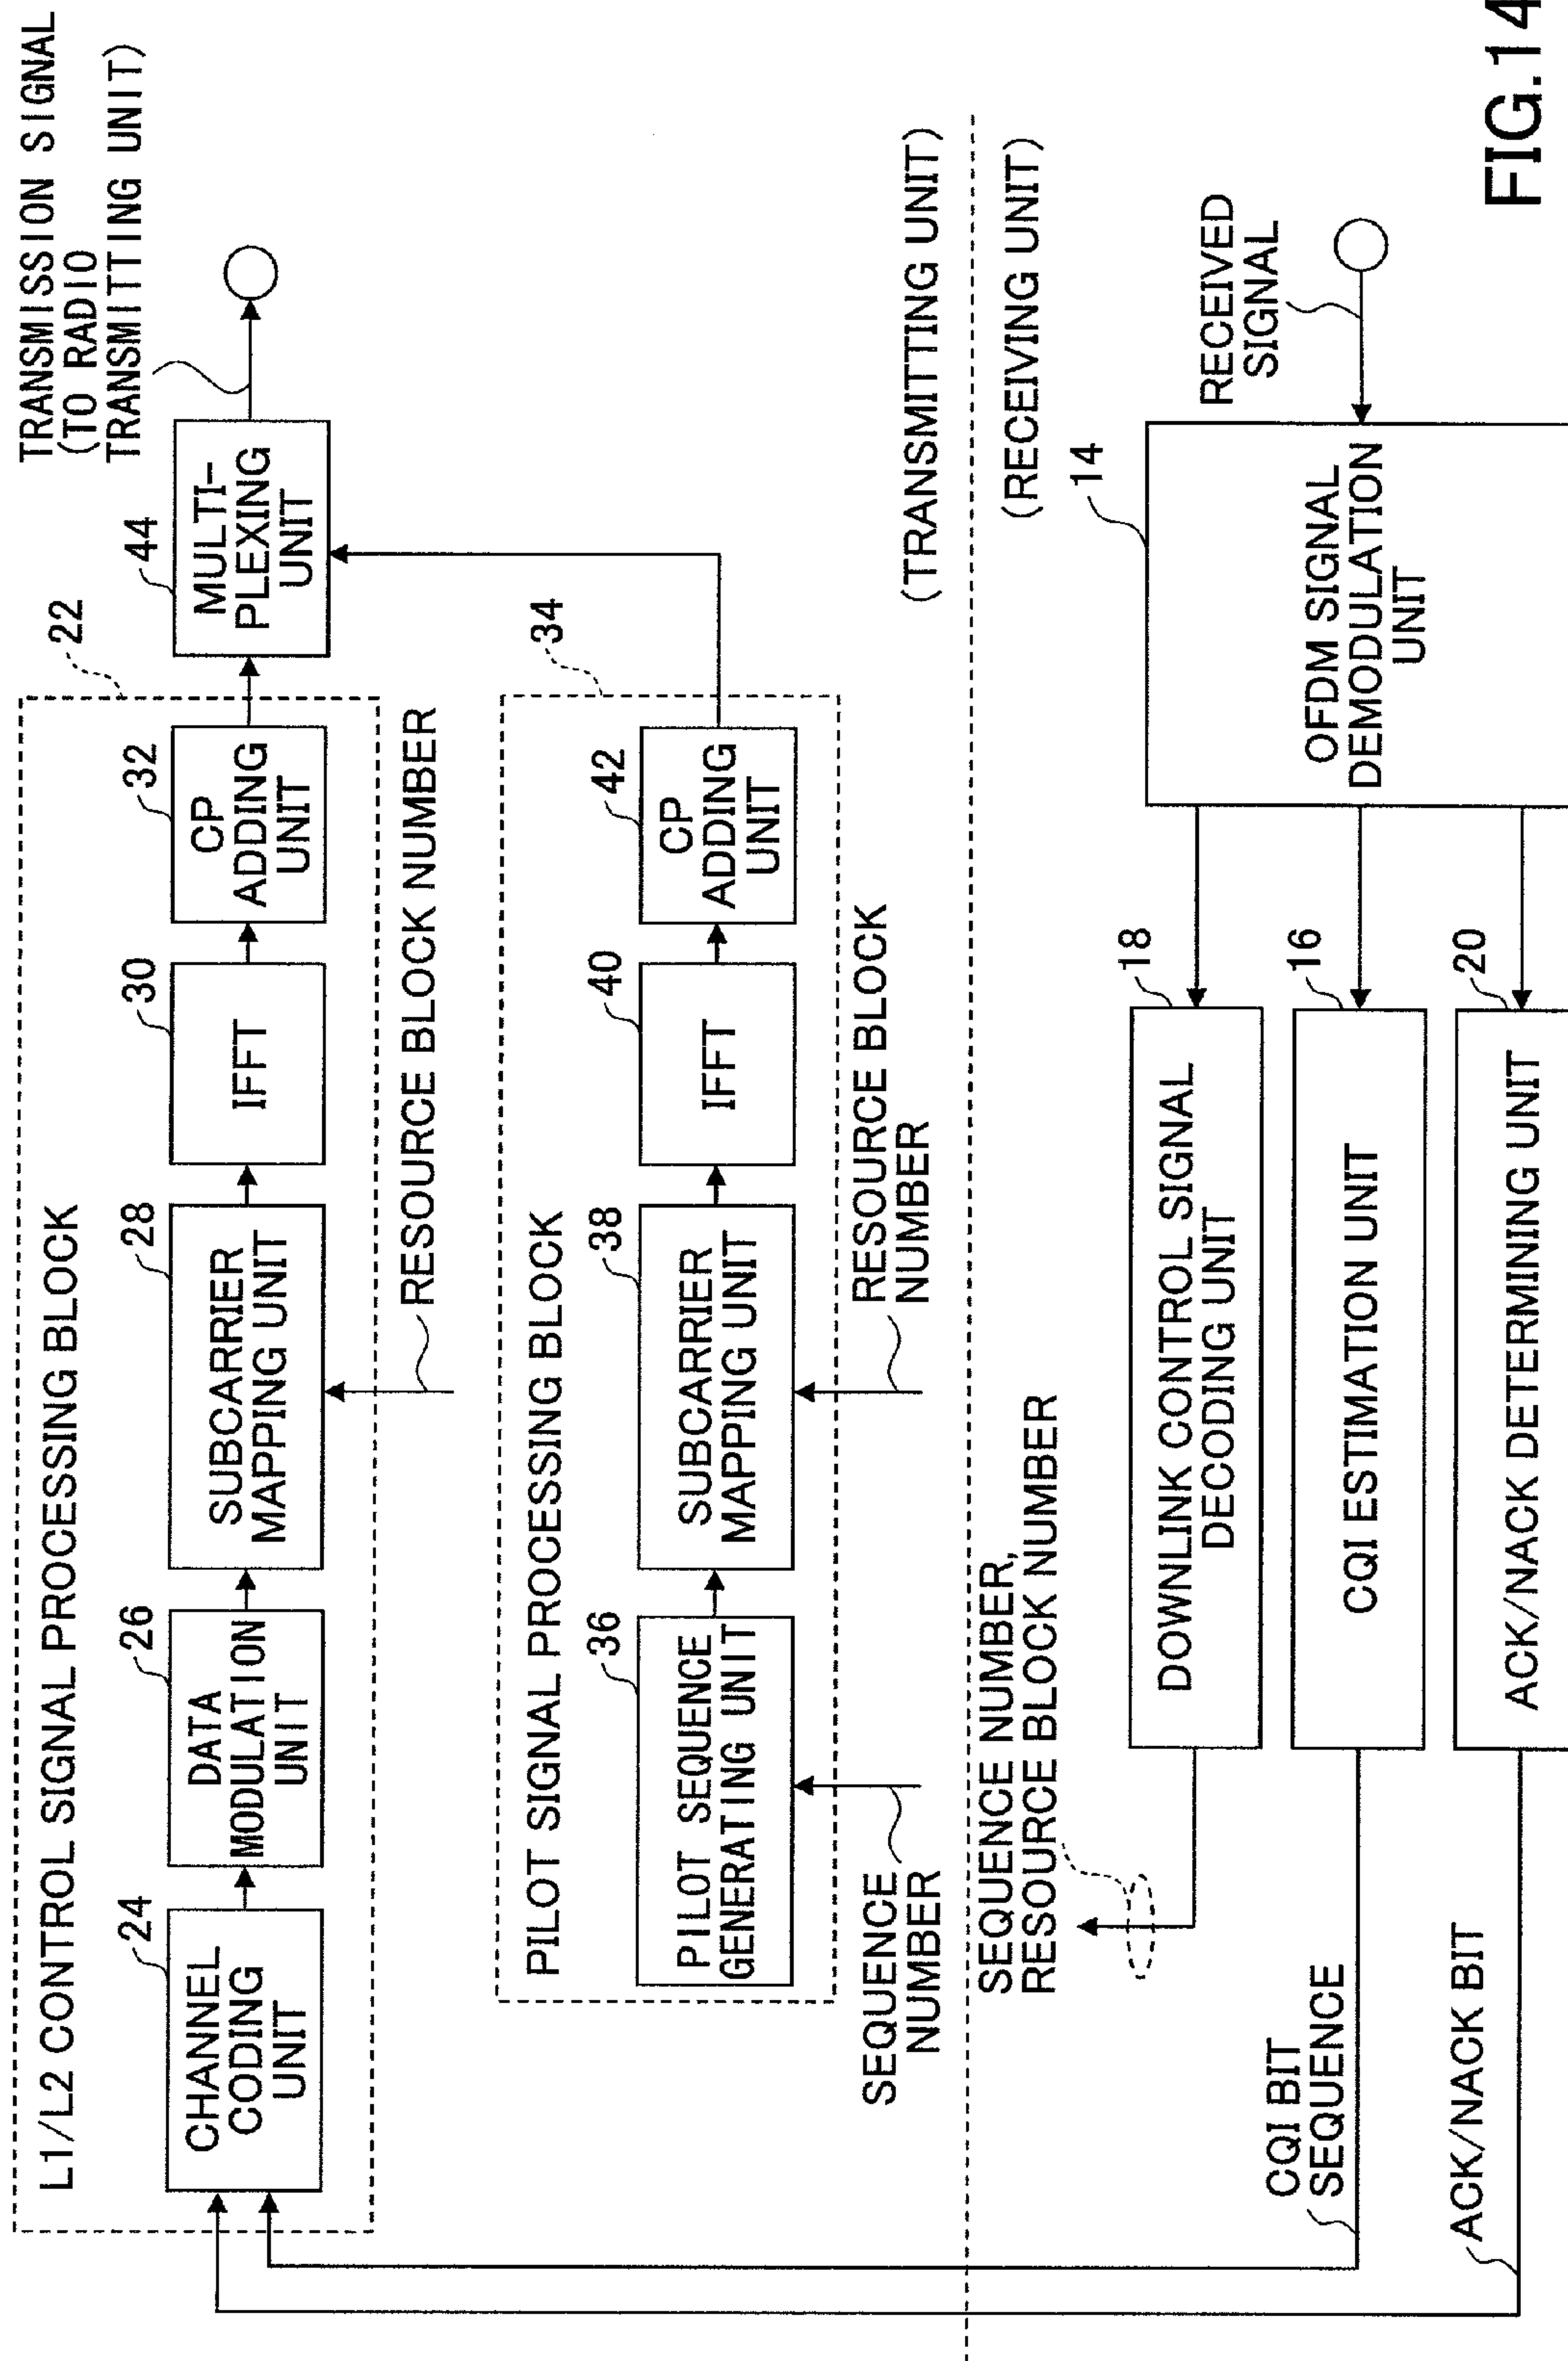 TRANSMISSION SIGNAL
(TO RADIO
TRANSMITTING UNIT)
L1/L2 CONTROL SIGNAL PROCESSING BLOCK
22
24
CHANNEL
CODING
UNIT
26
DATA
MODULATION
UNIT
28
SUBCARRIER
MAPPING UNIT
30
IFFT
32
CP
ADDING
UNIT
44
MULTI-
PLEXING
UNIT
RESOURCE BLOCK NUMBER
PILOT SIGNAL PROCESSING BLOCK
34
36
PILOT SEQUENCE
GENERATING UNIT
38
SUBCARRIER
MAPPING UNIT
40
IFFT
42
CP
ADDING
UNIT
SEQUENCE
NUMBER
RESOURCE BLOCK
NUMBER
(TRANSMITTING UNIT)
(RECEIVING UNIT)
SEQUENCE NUMBER,
RESOURCE BLOCK NUMBER
18
DOWNLINK CONTROL SIGNAL
DECODING UNIT
14
OFDM SIGNAL
DEMODULATION
UNIT
RECEIVED
SIGNAL
CQI BIT
SEQUENCE
16
CQI ESTIMATION UNIT
ACK/NACK BIT
20
ACK/NACK DETERMINING UNIT
FIG.14